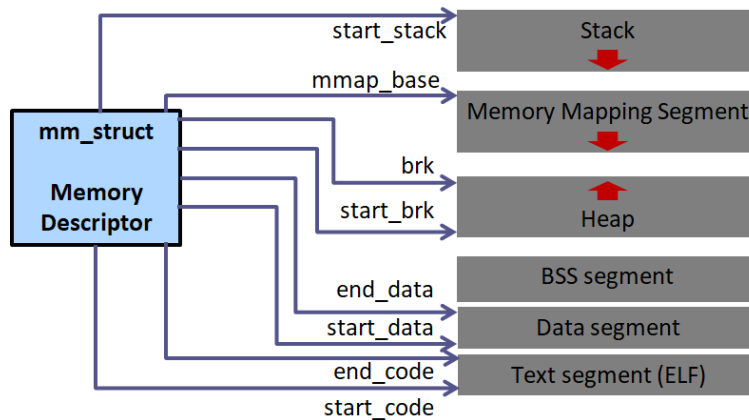 start_stack
Stack
mmap_base
Memory Mapping Segment
mm_struct
Memory
Descriptor
brk
start_brk
Heap
BSS segment
end_data
start_data
Data segment
end_code
Text segment (ELF)
start_code